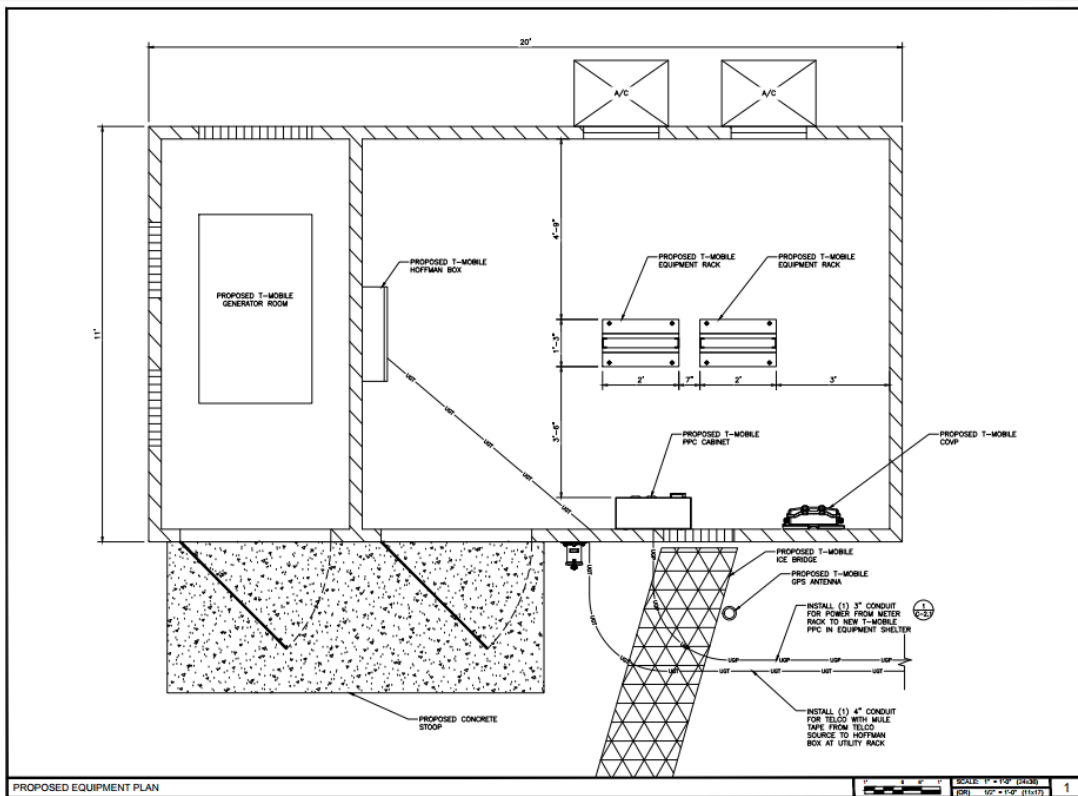 20'
A/C
A/C
11'
4'-9"
PROPOSED T-MOBILE
HOFFMAN BOX
PROPOSED T-MOBILE
EQUIPMENT RACK
PROPOSED T-MOBILE
EQUIPMENT RACK
PROPOSED T-MOBILE
GENERATOR ROOM
1'-3"
2'
7"
2'
3'
UGT
UGT
UGT
3'-6"
PROPOSED T-MOBILE
PPC CABINET
PROPOSED T-MOBILE
COVP
PROPOSED T-MOBILE
ICE BRIDGE
PROPOSED T-MOBILE
GPS ANTENNA
UGT
UGT
INSTALL (1) 3" CONDUIT
FOR POWER FROM METER
RACK TO NEW T-MOBILE
PPC IN EQUIPMENT SHELTER
1
UGT
UGP UGP UGP UGP
UGT UGT UGT UGT
PROPOSED CONCRETE
STOOP
INSTALL (1) 4" CONDUIT
FOR TELCO WITH MULE
TAPE FROM TELCO
SOURCE TO HOFFMAN
BOX AT UTILITY RACK
PROPOSED EQUIPMENT PLAN
SCALE: 1" = 1'-0" (24x36)
(OR) 1/2" = 1'-0" (11x17)
1